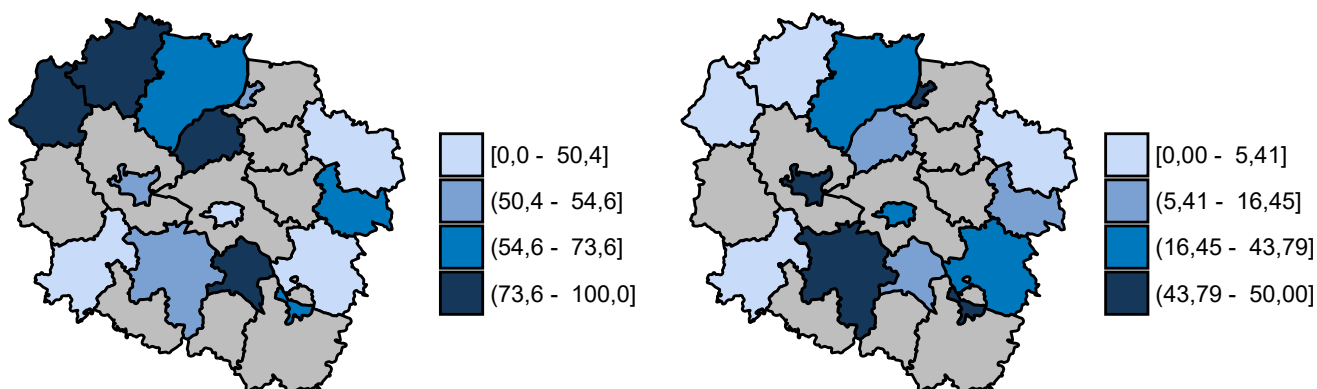 [0,0 - 50,4]
(50,4 - 54,6]
(54,6 - 73,6]
(73,6 - 100,0]
[0,00 - 5,41]
(5,41 - 16,45]
(16,45 - 43,79]
(43,79 - 50,00]